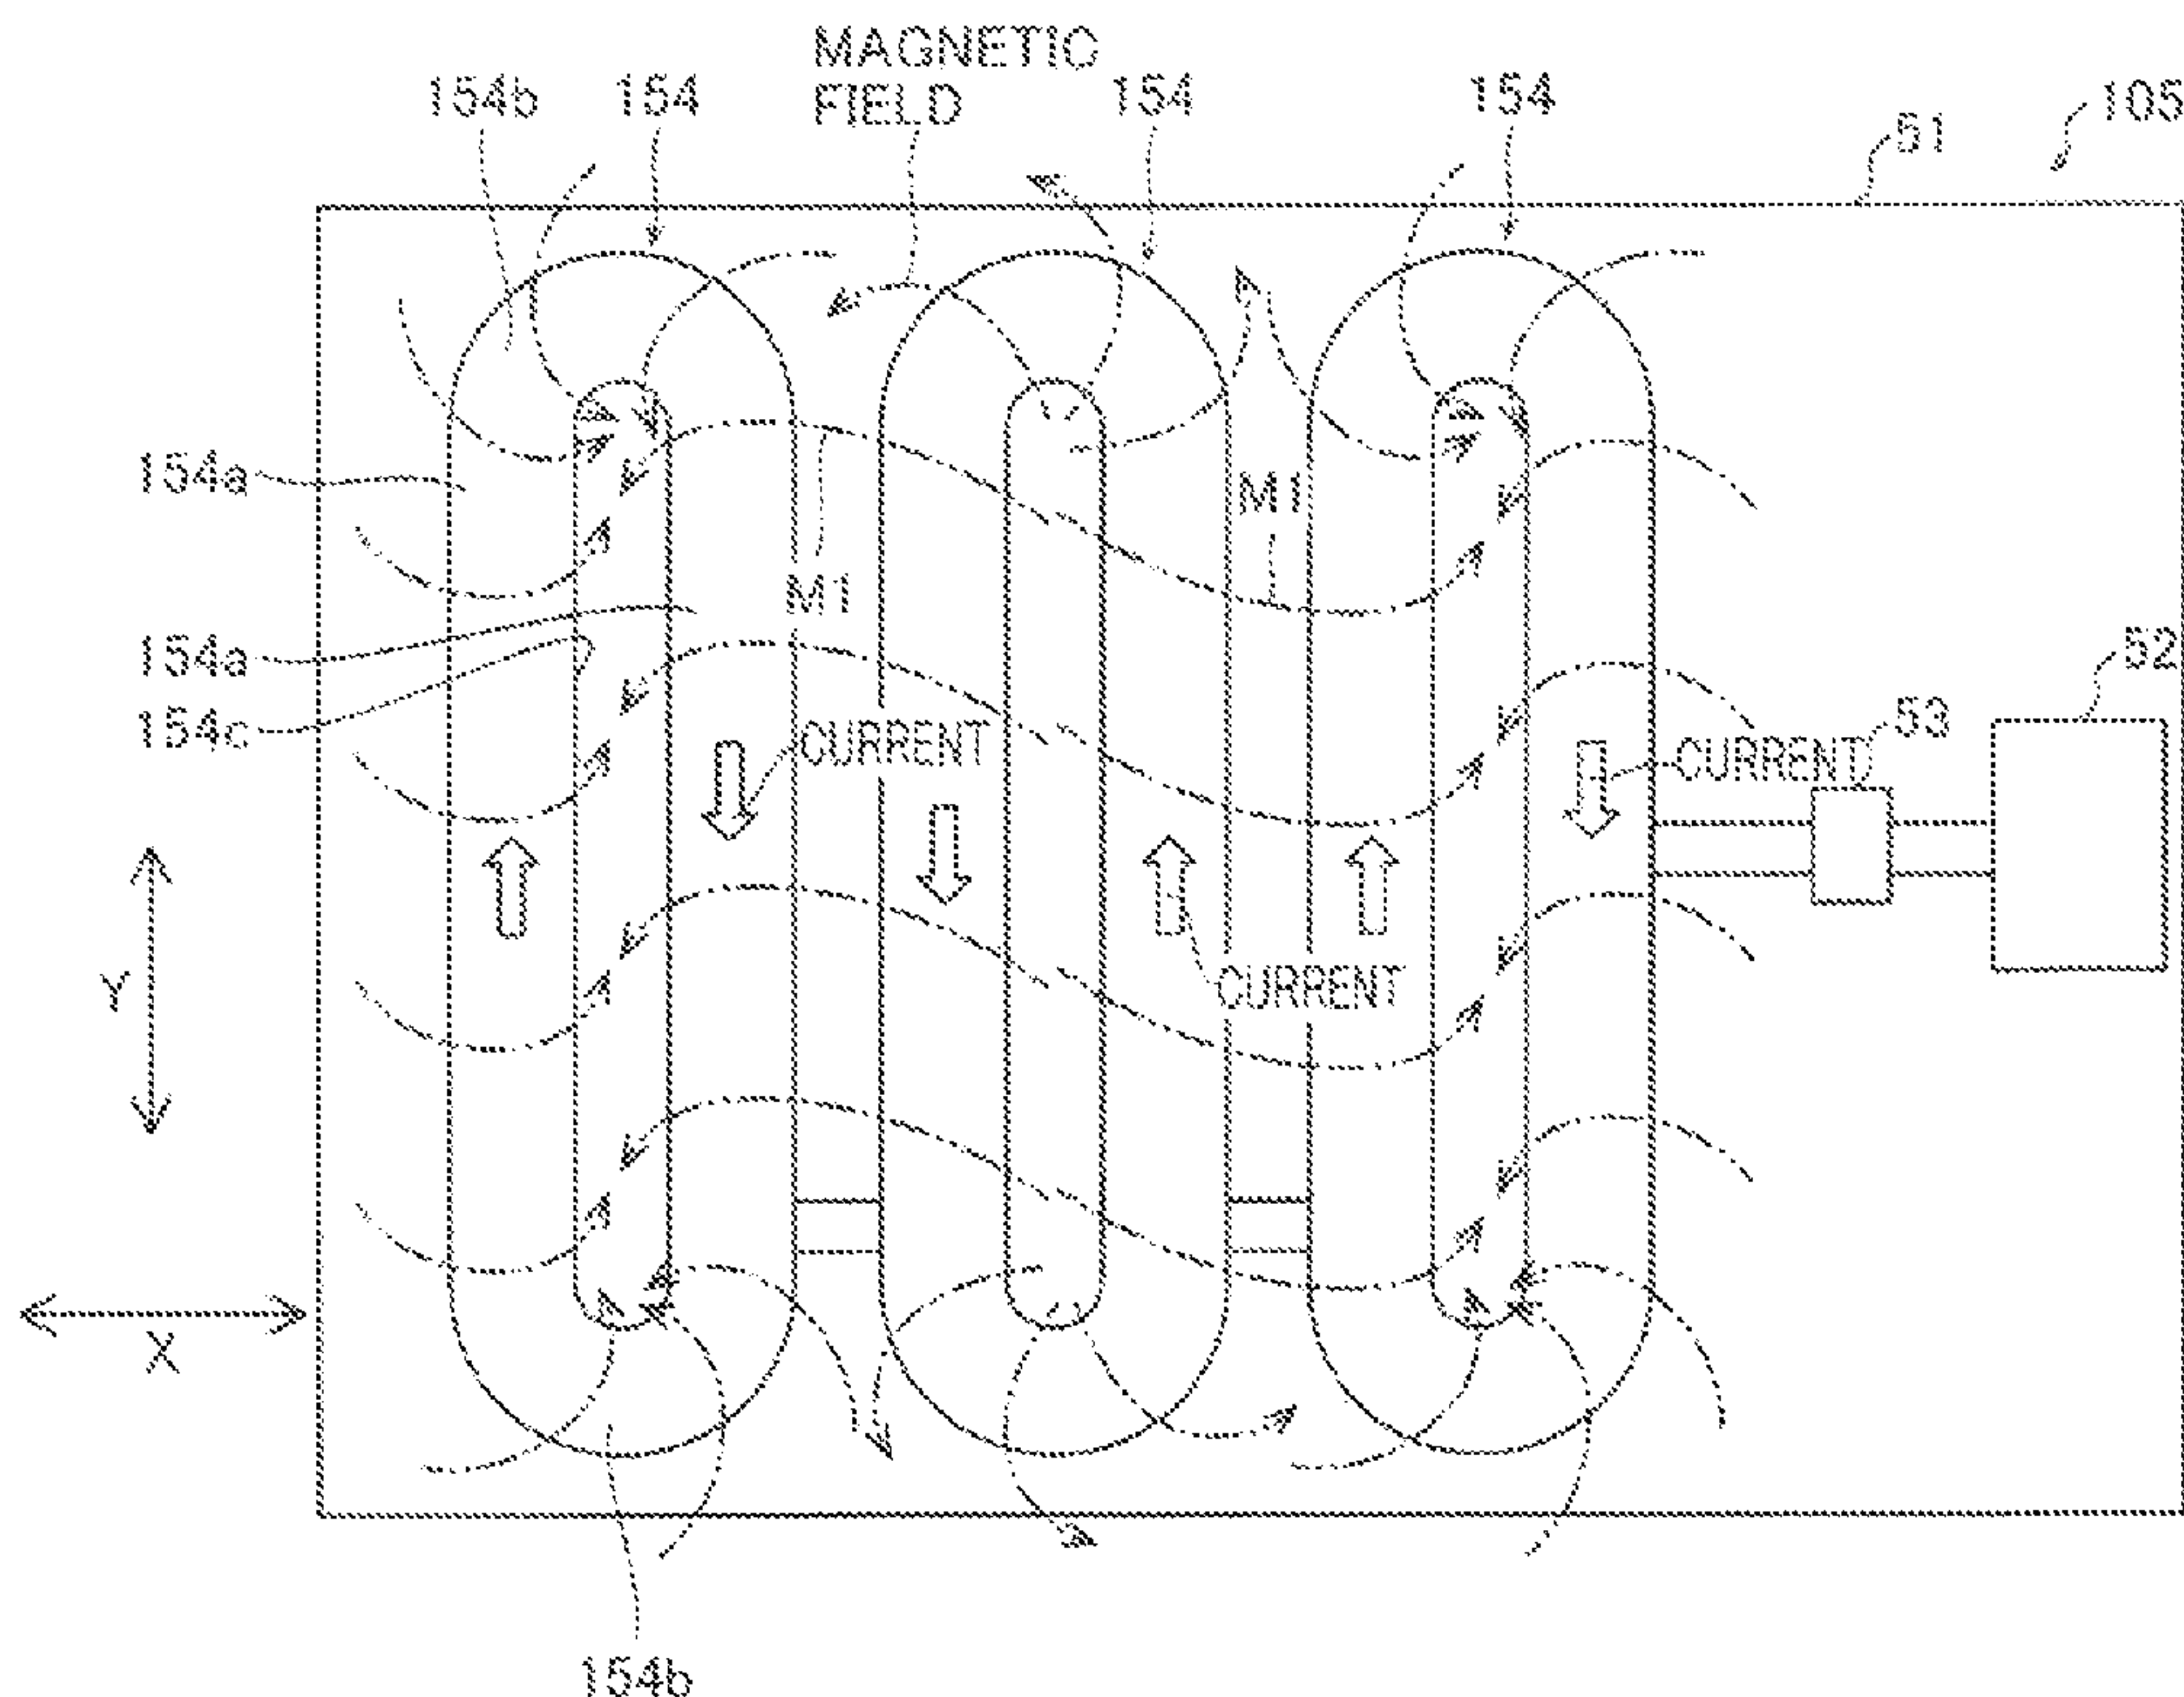 MAGNETIC
FIELD
154b
154
154
154
105
51
154a
M1
M1
154a
154c
52
53
CURRENT
CURRENT
CURRENT
Y
X
154b